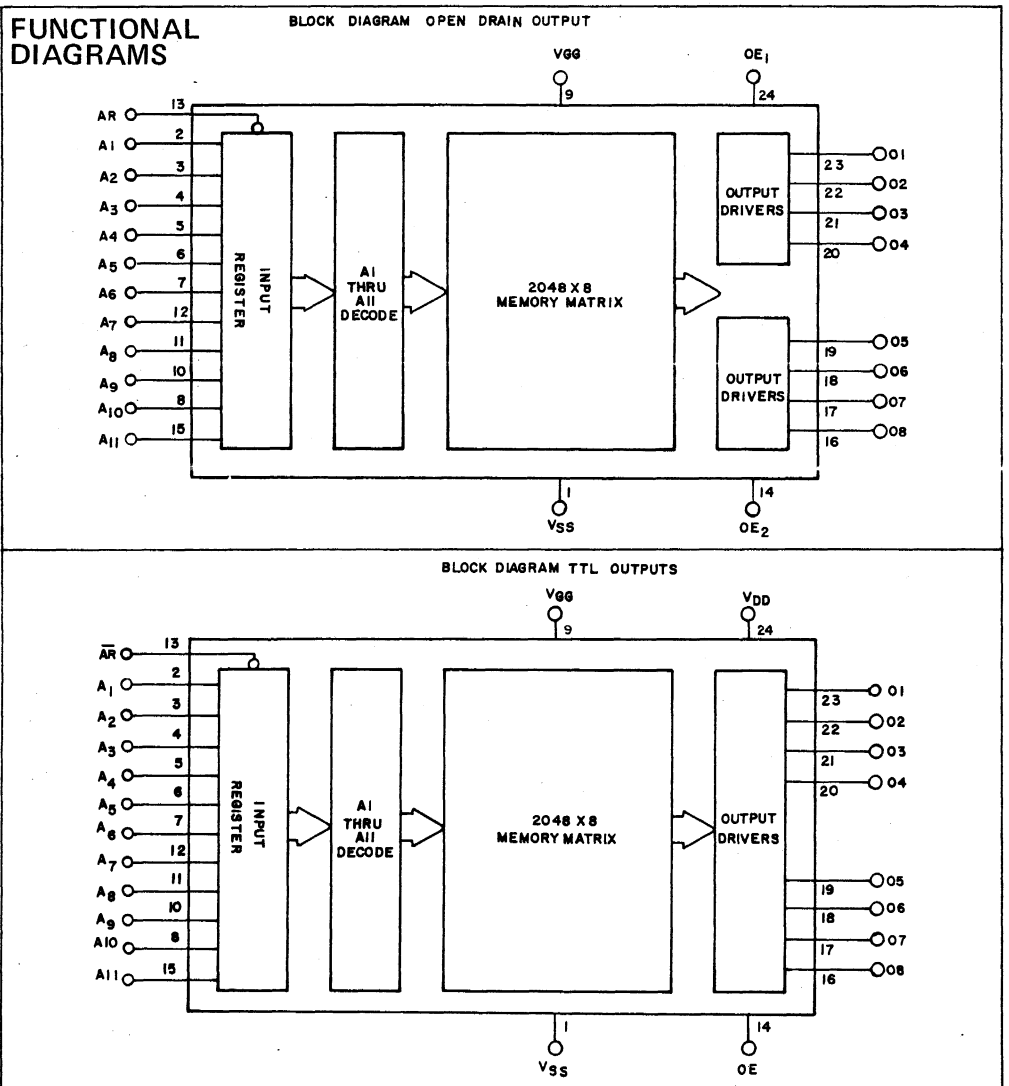 FUNCTIONAL
DIAGRAMS
BLOCK DIAGRAM OPEN DRAIN OUTPUT
VGG
9
OE1
24
AR 13
A1 2
A2 3
A3 4
A4 5
A5 6
A6 7
A7 12
A8 11
A9 10
A10 8
A11 15
INPUT
REGISTER
A1
THRU
A11
DECODE
2048 X 8
MEMORY MATRIX
OUTPUT
DRIVERS
23 O1
22 O2
21 O3
20 O4
OUTPUT
DRIVERS
19 O5
18 O6
17 O7
16 O8
1
VSS
14
OE2
BLOCK DIAGRAM TTL OUTPUTS
VGG
9
VDD
24
A̅R̅ 13
A1 2
A2 3
A3 4
A4 5
A5 6
A6 7
A7 12
A8 11
A9 10
A10 8
A11 15
INPUT
REGISTER
A1
THRU
A11
DECODE
2048 X 8
MEMORY MATRIX
OUTPUT
DRIVERS
23 O1
22 O2
21 O3
20 O4
19 O5
18 O6
17 O7
16 O8
1
VSS
14
OE